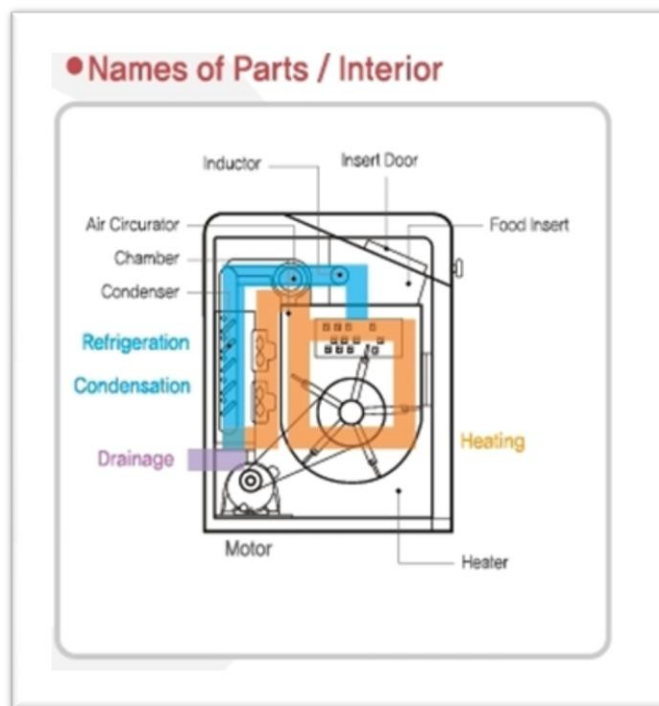 Names of Parts / Interior
Inductor
Insert Door
Air Circurator
Food Insert
Chamber
Condenser
Refrigeration
Condensation
Drainage
Heating
Motor
Heater